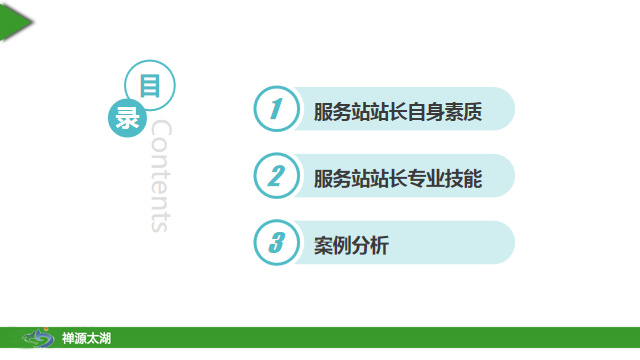 目
录
Contents
1
服务站站长自身素质
2
服务站站长专业技能
3
案例分析
禅源太湖